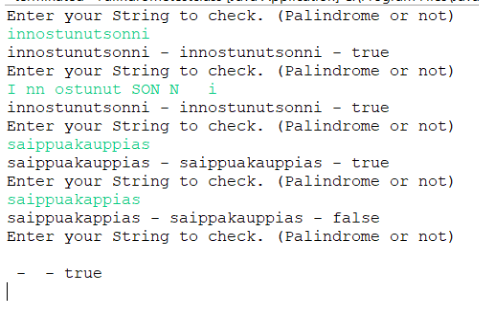 Enter your String to check. (Palindrome or not)
innostunutsonni
innostunutsonni - innostunutsonni - true
Enter your String to check. (Palindrome or not)
I nn ostunut SON N   i
innostunutsonni - innostunutsonni - true
Enter your String to check. (Palindrome or not)
saippuakauppias
saippuakauppias - saippuakauppias - true
Enter your String to check. (Palindrome or not)
saippuakappias
saippuakappias - saippakauppias - false
Enter your String to check. (Palindrome or not)
 -  - true